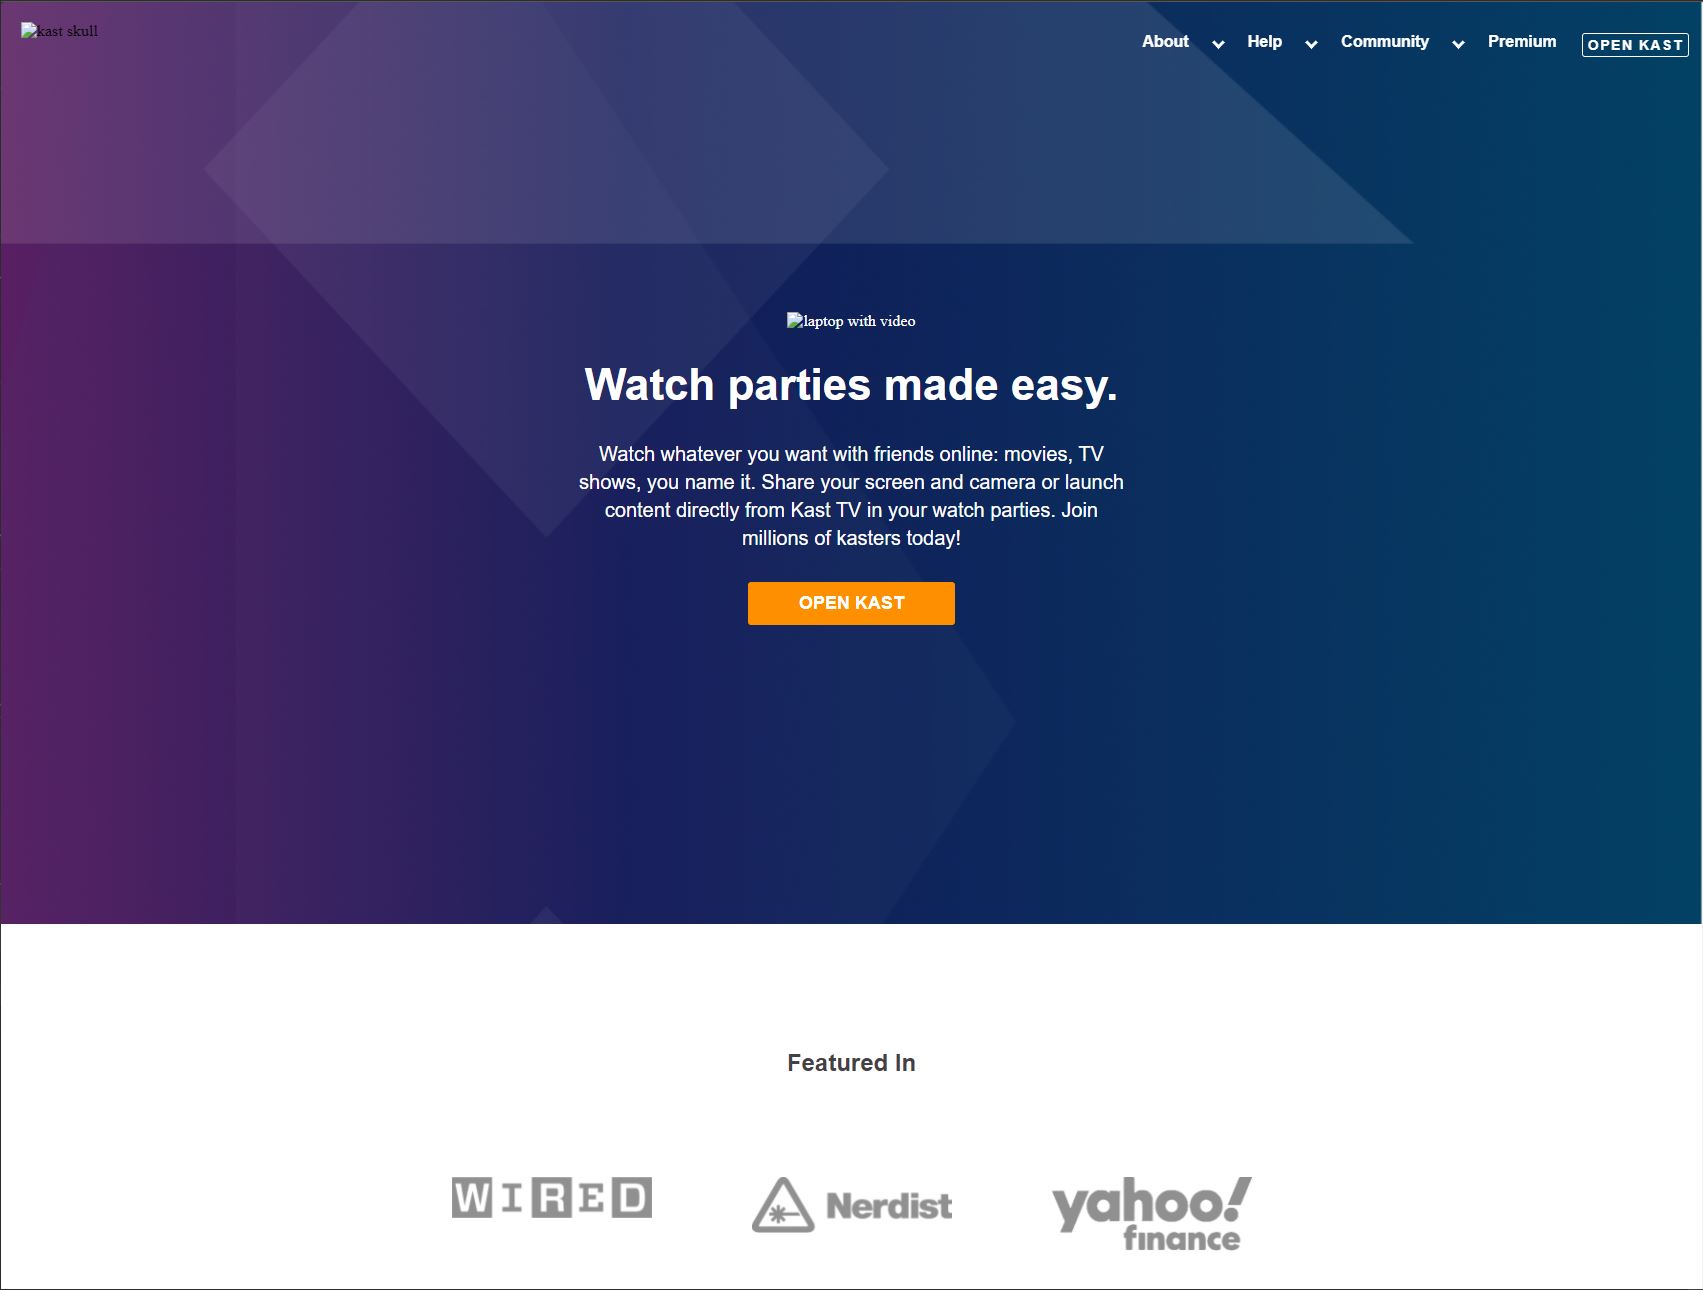 kast skull
About
Help
Community
Premium
OPEN KAST
laptop with video
Watch parties made easy.
Watch whatever you want with friends online: movies, TV
shows, you name it. Share your screen and camera or launch
content directly from Kast TV in your watch parties. Join
millions of kasters today!
OPEN KAST
Featured In
WIRED
Nerdist
yahoo!
finance